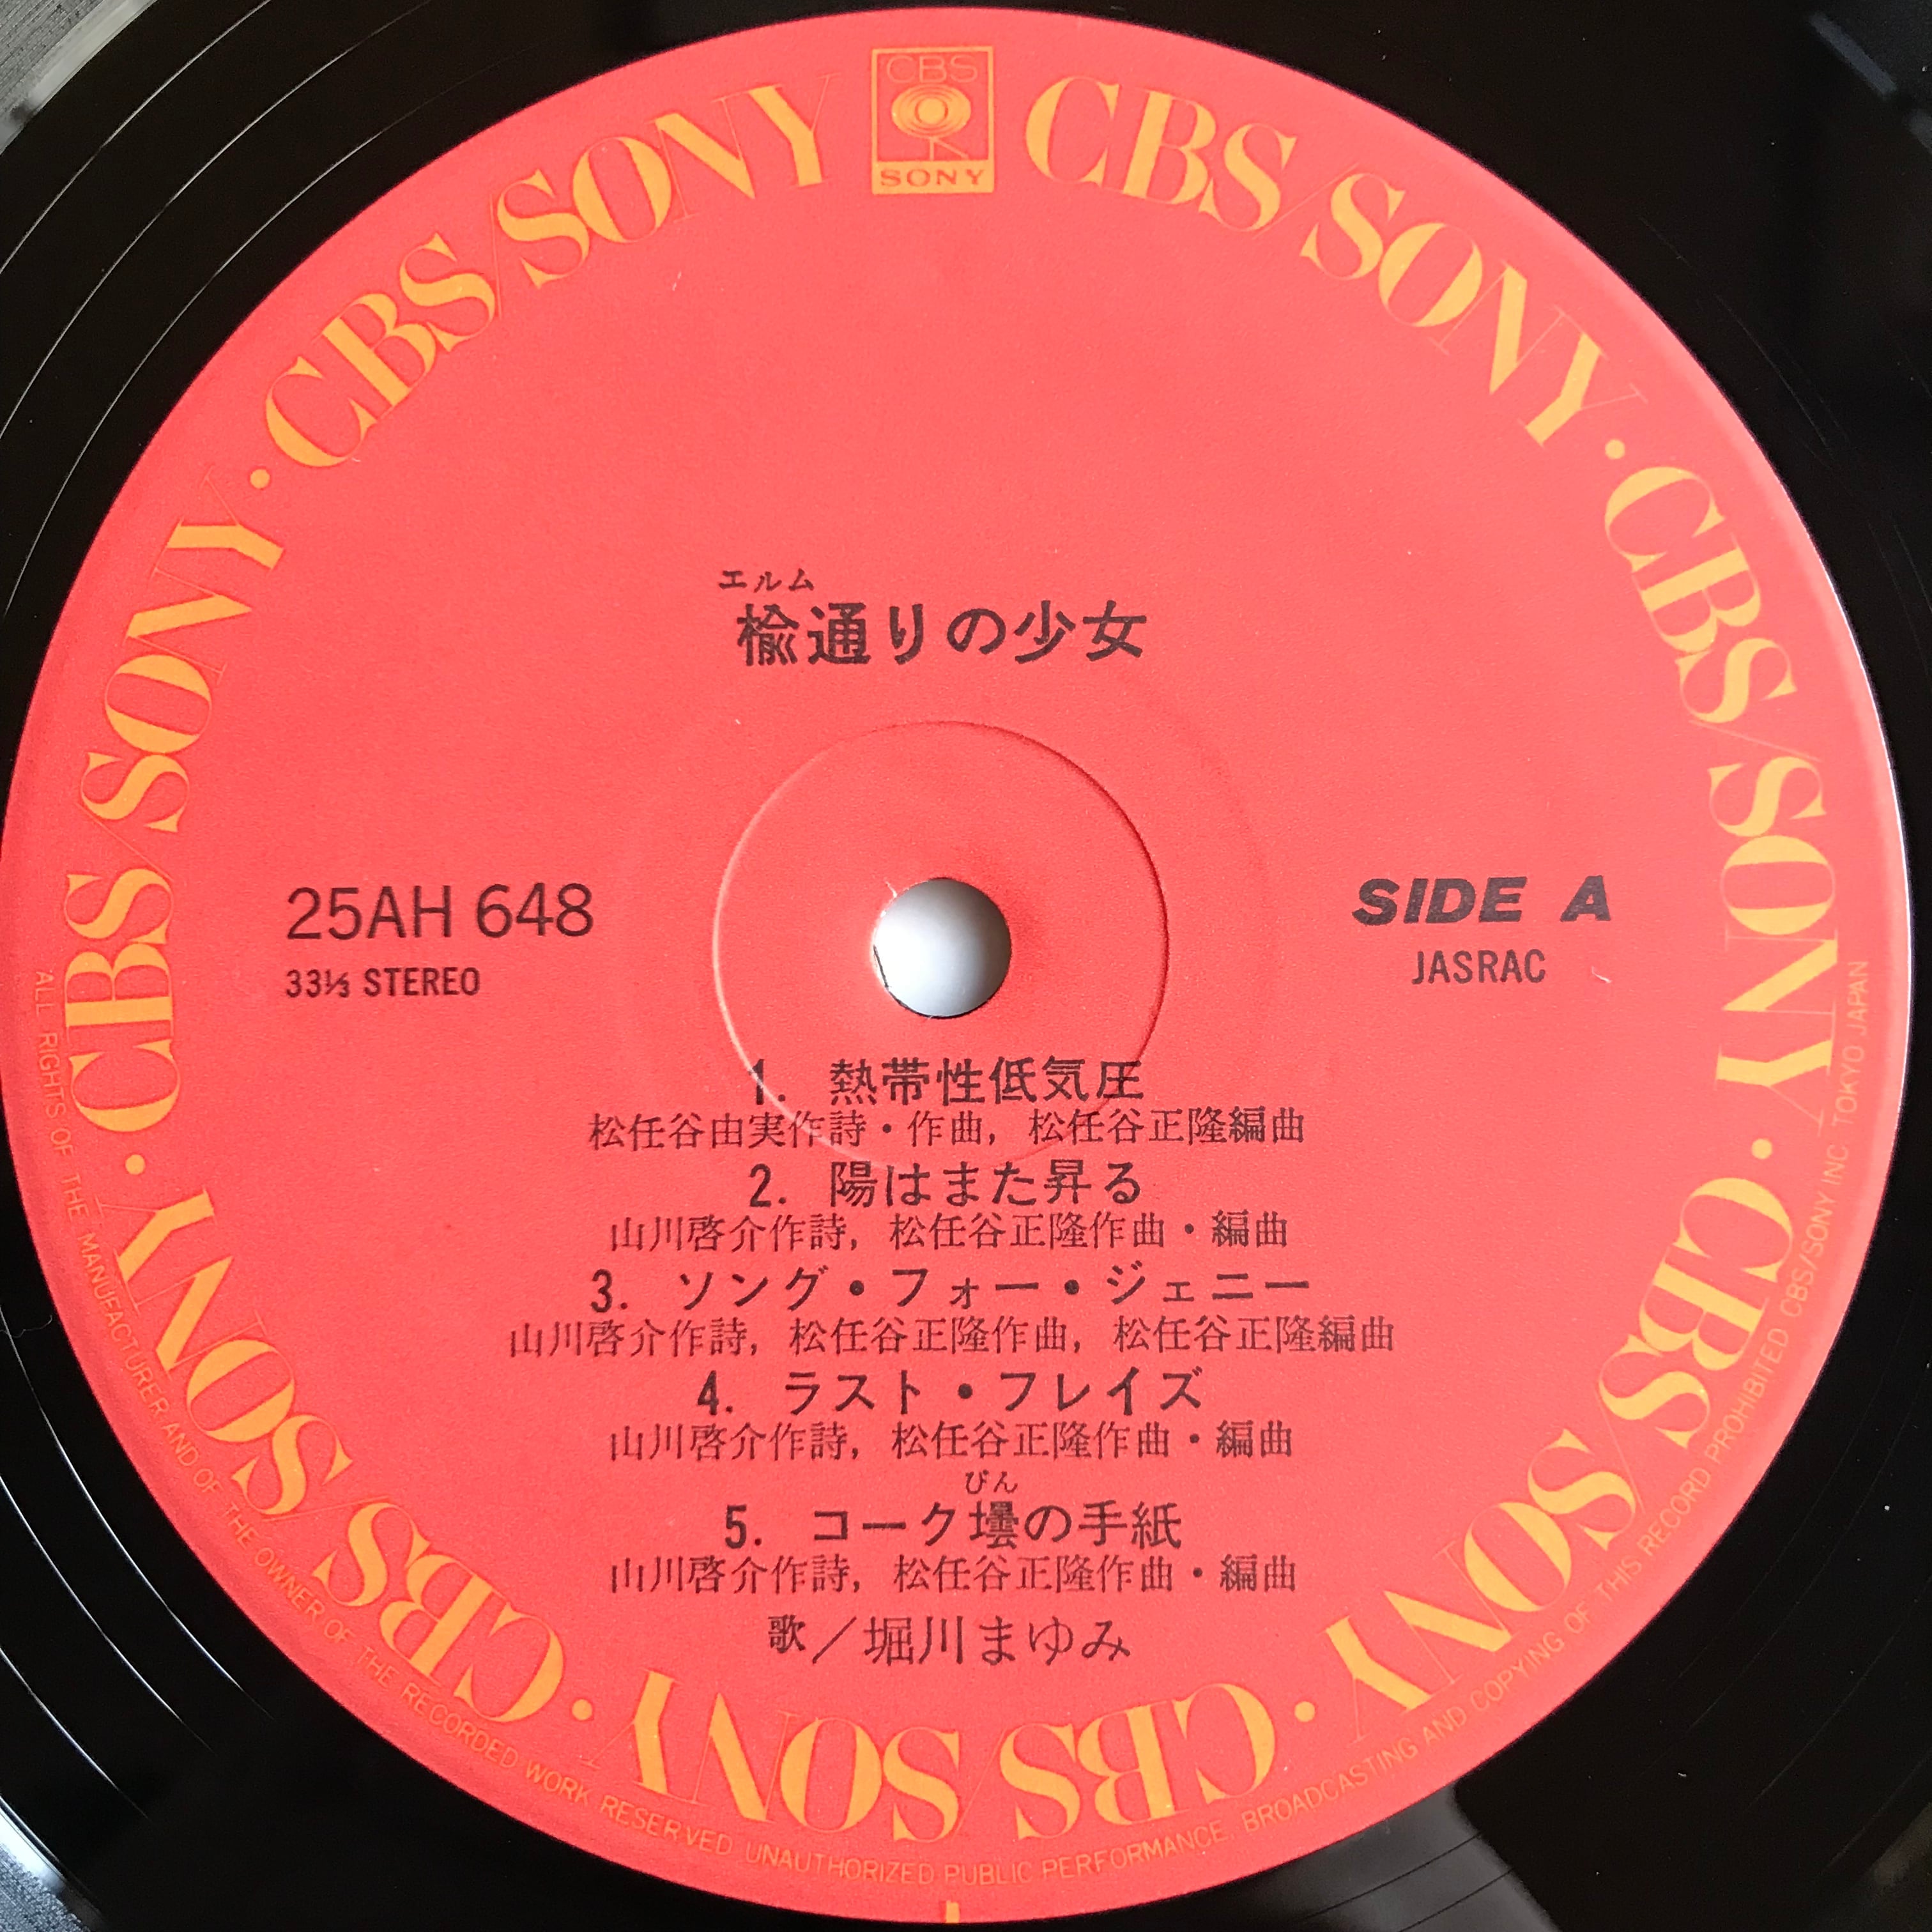 CBS
SONY
CBS/SONY · CBS/SONY · CBS/SONY · CBS/SONY · CBS/SONY · CBS/SONY · CBS/SONY
エルム
楡通りの少女
25AH 648
33⅓ STEREO
SIDE A
JASRAC
1. 熱帯性低気圧
松任谷由実作詩・作曲, 松任谷正隆編曲
2. 陽はまた昇る
山川啓介作詩, 松任谷正隆作曲・編曲
3. ソング・フォー・ジェニー
山川啓介作詩, 松任谷正隆作曲, 松任谷正隆編曲
4. ラスト・フレイズ
山川啓介作詩, 松任谷正隆作曲・編曲
びん
5. コーク壜の手紙
山川啓介作詩, 松任谷正隆作曲・編曲
歌／堀川まゆみ
ALL RIGHTS OF THE MANUFACTURER AND OF THE OWNER OF THE RECORDED WORK RESERVED UNAUTHORIZED PUBLIC PERFORMANCE. BROADCASTING AND COPYING OF THIS RECORD PROHIBITED CBS/SONY INC. TOKYO JAPAN